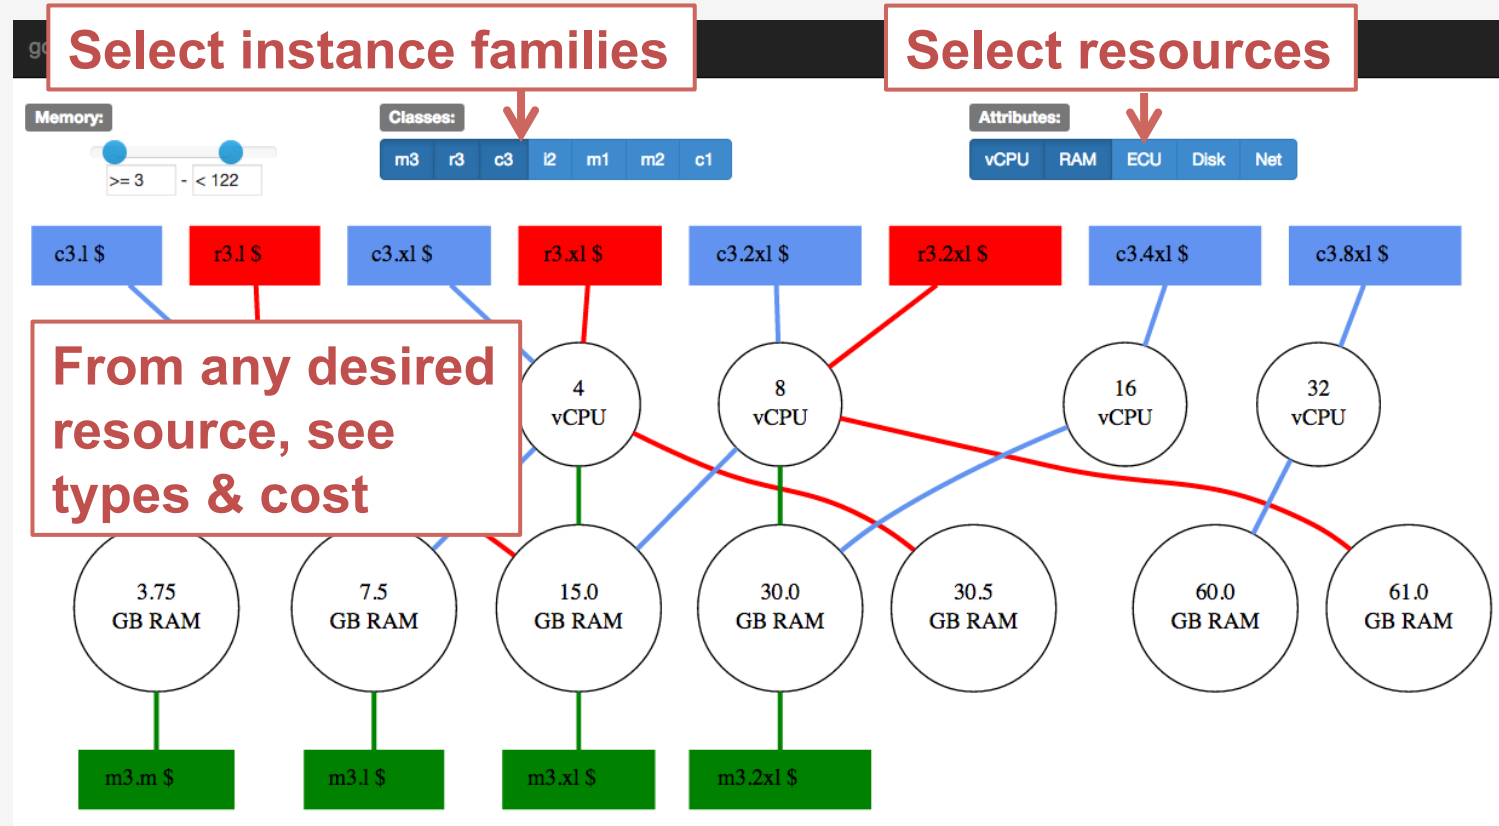 Select instance families
Select resources
Memory:
Classes:
Attributes:
m3 r3 c3 i2 m1 m2 c1
vCPU RAM ECU Disk Net
>= 3 - < 122
c3.l $
r3.l $
c3.xl $
r3.xl $
c3.2xl $
r3.2xl $
c3.4xl $
c3.8xl $
From any desired
resource, see
types & cost
4
vCPU
8
vCPU
16
vCPU
32
vCPU
3.75
GB RAM
7.5
GB RAM
15.0
GB RAM
30.0
GB RAM
30.5
GB RAM
60.0
GB RAM
61.0
GB RAM
m3.m $
m3.l $
m3.xl $
m3.2xl $